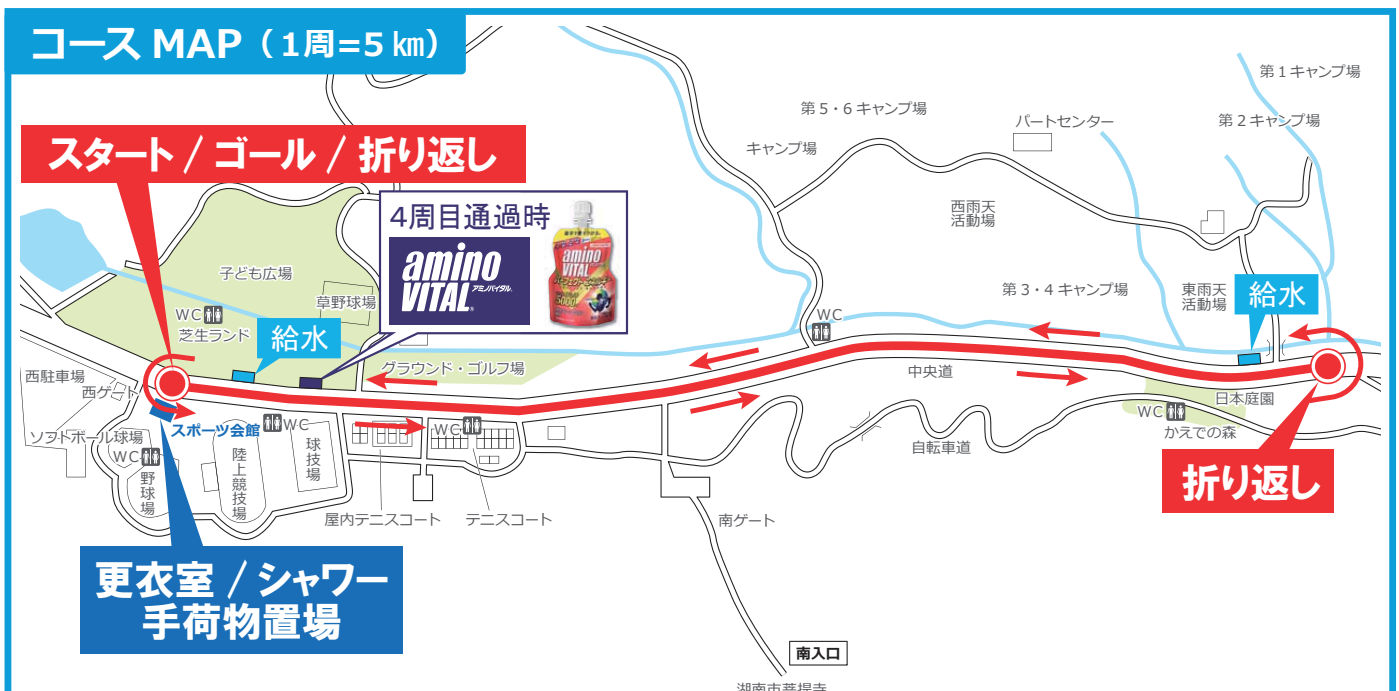 コース MAP（1周=5㎞）
スタート / ゴール / 折り返し
第1キャンプ場
第5・6キャンプ場
パートセンター
第2キャンプ場
キャンプ場
4周目通過時
amino
VITAL®
アミノバイタル®
amino
VITAL
西雨天
活動場
子ども広場
第3・4キャンプ場
東雨天
活動場
給水
草野球場
WC
芝生ランド
給水
WC
グラウンド・ゴルフ場
中央道
西駐車場
西ゲート
日本庭園
WC
かえでの森
スポーツ会館
WC
WC
ソフトボール球場
WC
野球場
陸上競技場
球技場
自転車道
折り返し
屋内テニスコート
テニスコート
南ゲート
更衣室 / シャワー
手荷物置場
南入口
湖南市菩提寺